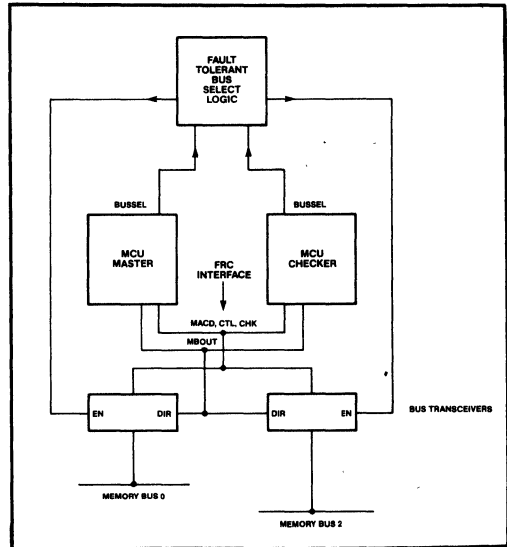 FAULT
TOLERANT
BUS
SELECT
LOGIC
BUSSEL
BUSSEL
MCU
MASTER
MCU
CHECKER
FRC
INTERFACE
MACD, CTL, CHK
MBOUT
EN
DIR
DIR
EN
BUS TRANSCEIVERS
MEMORY BUS 0
MEMORY BUS 2